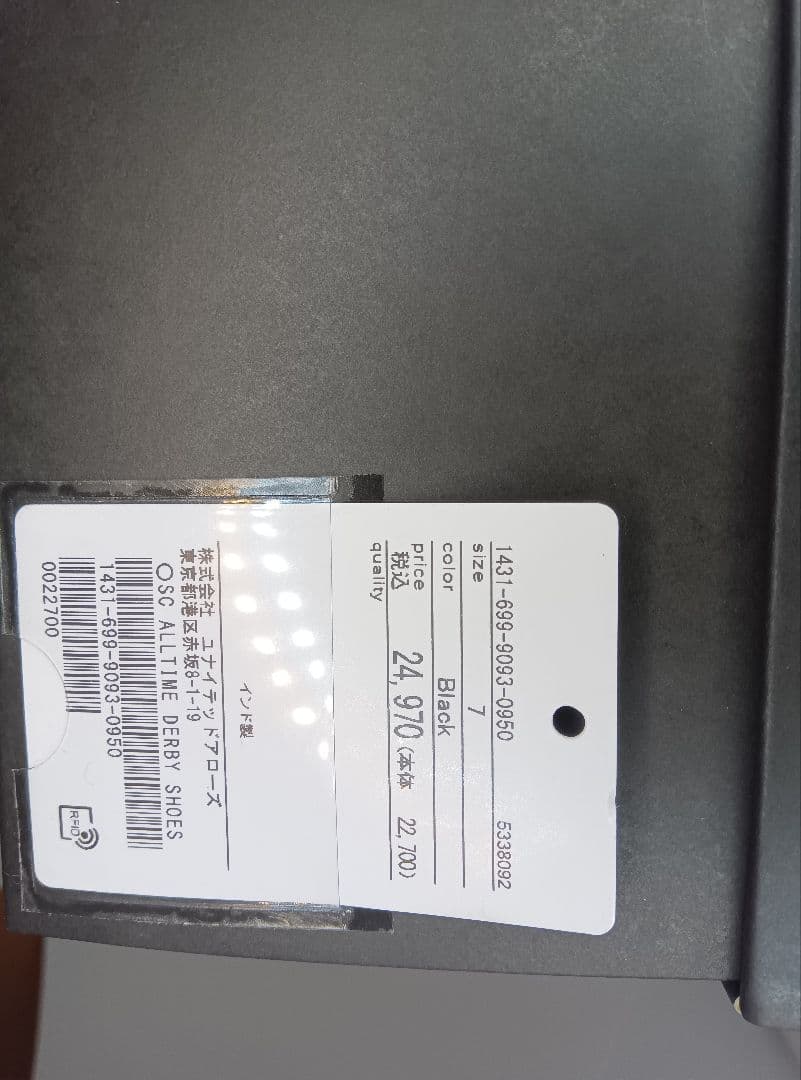 1431-699-9093-0950 5338092
size 7
color Black
price 税込 24,970 (本体 22,700)
quality
インド製
株式会社 ユナイテッドアローズ
東京都港区赤坂8-1-19
○SC ALLTIME DERBY SHOES
1431-699-9093-0950
0022700
RFID